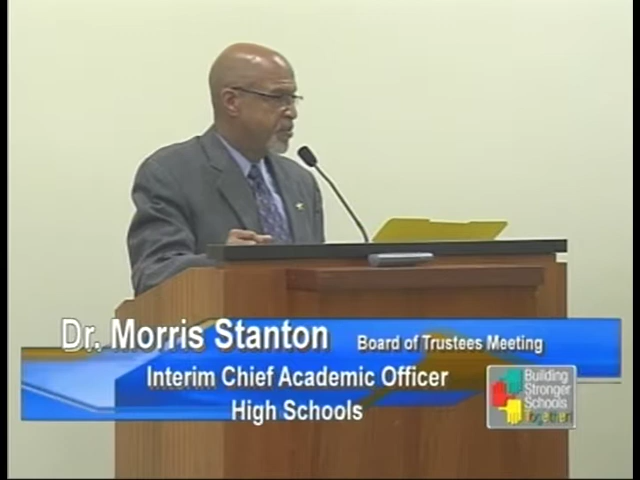 Dr. Morris Stanton
Board of Trustees Meeting
Interim Chief Academic Officer
High Schools
Building
Stronger
Schools
Together